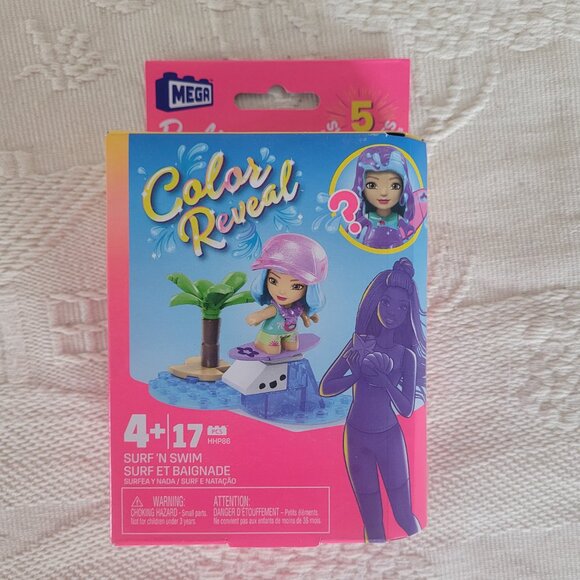 MEGA
5
Color
Reveal
?
4+ 17
HHP86
SURF 'N SWIM
SURF ET BAIGNADE
SURFEA Y NADA / SURF E NATAÇÃO
WARNING:
CHOKING HAZARD - Small parts.
Not for children under 3 years
ATTENTION:
DANGER D'ÉTOUFFEMENT - Petits éléments.
Ne convient pas aux enfants de moins de 36 mois.